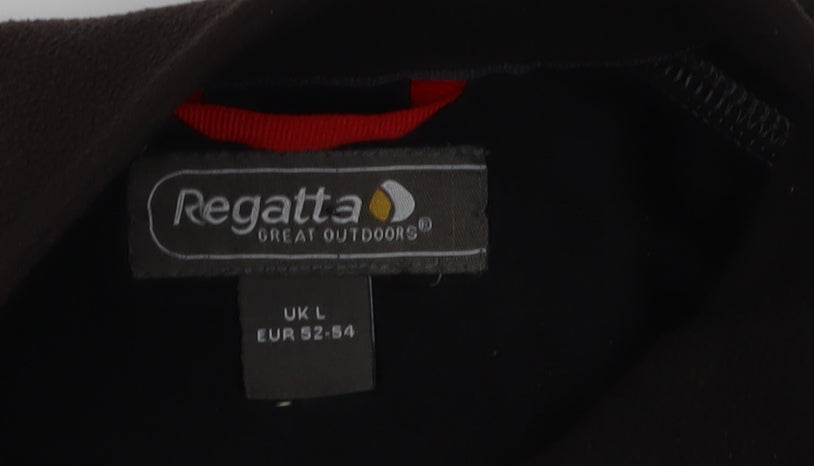 Regatta
GREAT OUTDOORS®
UK L
EUR 52-54